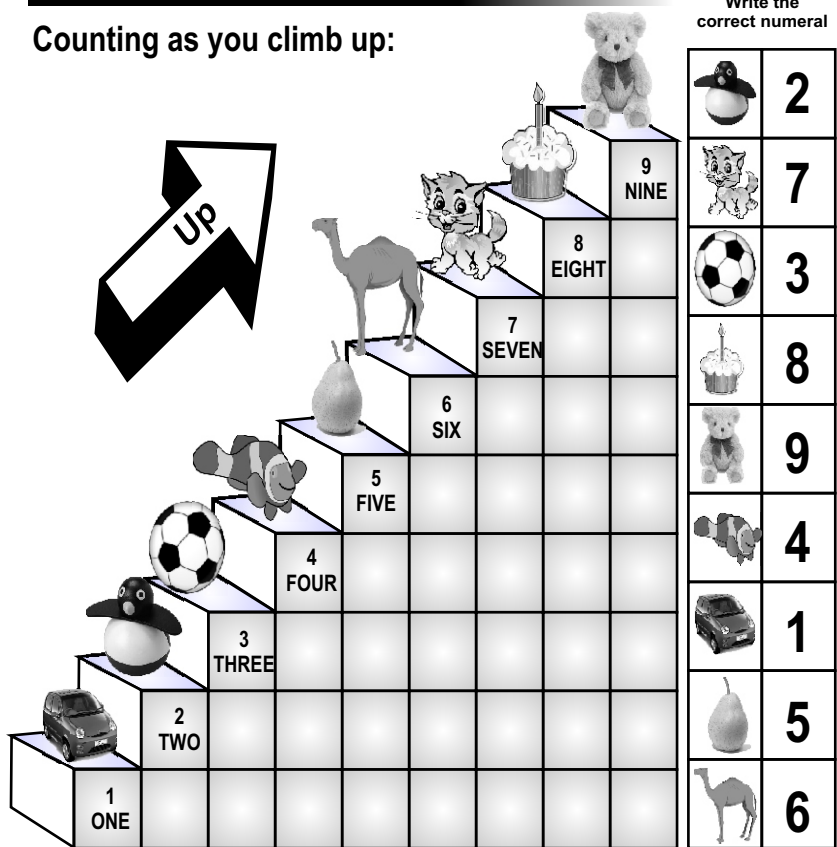 Write the
correct numeral
Counting as you climb up:
Up
9
NINE
8
EIGHT
7
SEVEN
6
SIX
5
FIVE
4
FOUR
3
THREE
2
TWO
1
ONE
2
7
3
8
9
4
1
5
6